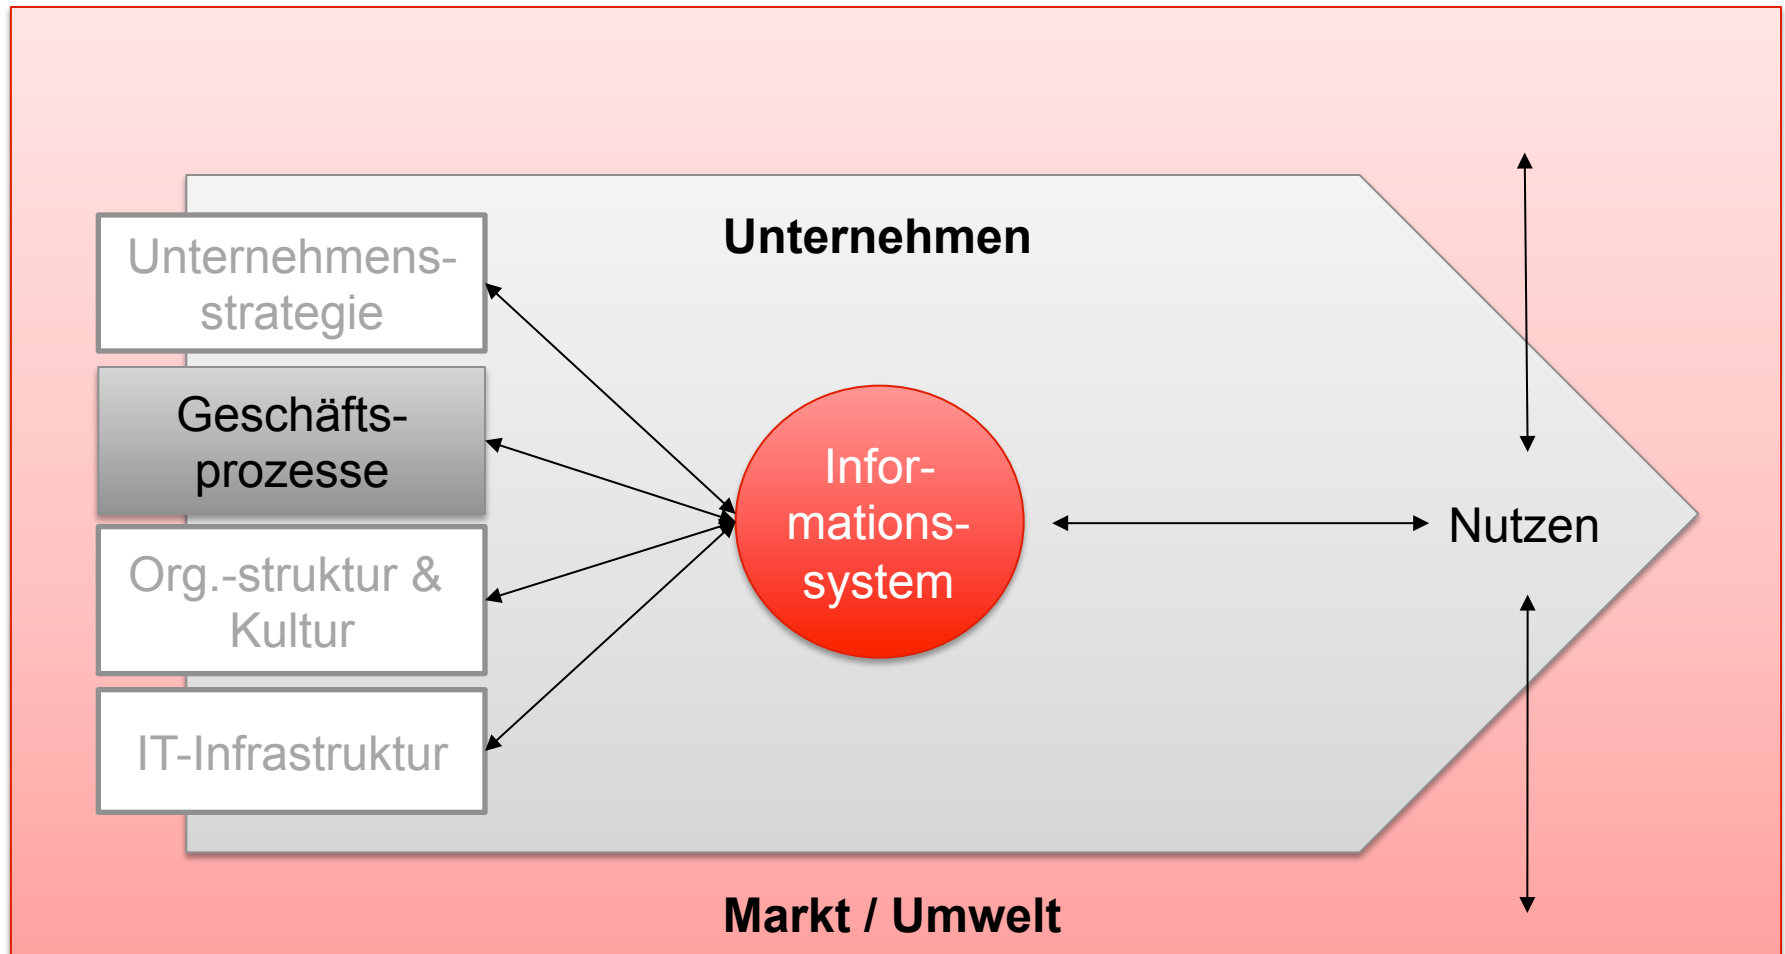 Unternehmen
Unternehmens-
strategie
Geschäfts-
prozesse
Org.-struktur &
Kultur
IT-Infrastruktur
Infor-
mations-
system
Nutzen
Markt / Umwelt